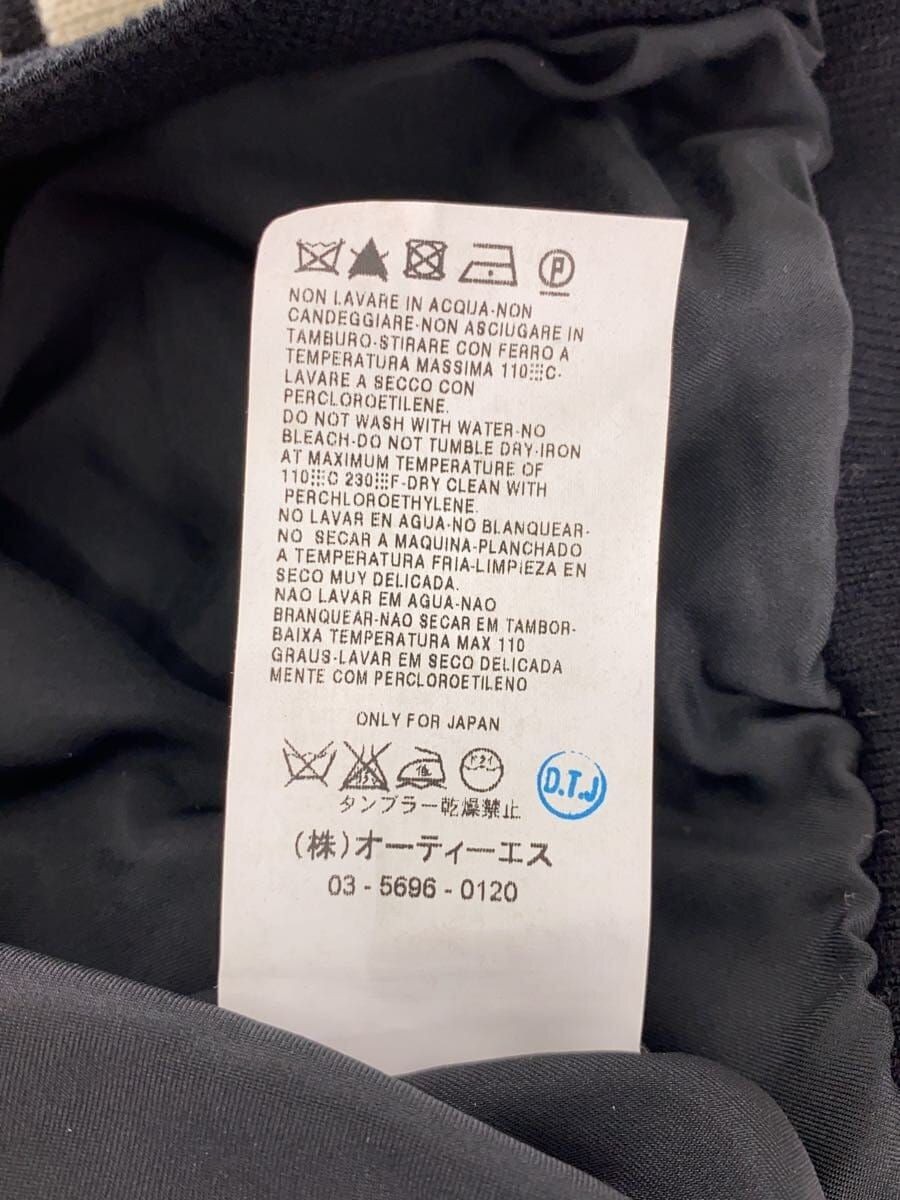 P
NON LAVARE IN ACQUA-NON
CANDEGGIARE-NON ASCIUGARE IN
TAMBURO-STIRARE CON FERRO A
TEMPERATURA MASSIMA 110 C-
LAVARE A SECCO CON
PERCLOROETILENE.
DO NOT WASH WITH WATER-NO
BLEACH-DO NOT TUMBLE DRY-IRON
AT MAXIMUM TEMPERATURE OF
110 C 230 F-DRY CLEAN WITH
PERCHLOROETHYLENE.
NO LAVAR EN AGUA-NO BLANQUEAR-
NO SECAR A MAQUINA-PLANCHADO
A TEMPERATURA FRIA-LIMPIEZA EN
SECO MUY DELICADA.
NAO LAVAR EM AGUA-NAO
BRANQUEAR-NAO SECAR EM TAMBOR-
BAIXA TEMPERATURA MAX 110
GRAUS-LAVAR EM SECO DELICADA
MENTE COM PERCLOROETILENO
ONLY FOR JAPAN
低 D.T.J
タンブラー乾燥禁止
(株)オーティーエス
03-5696-0120